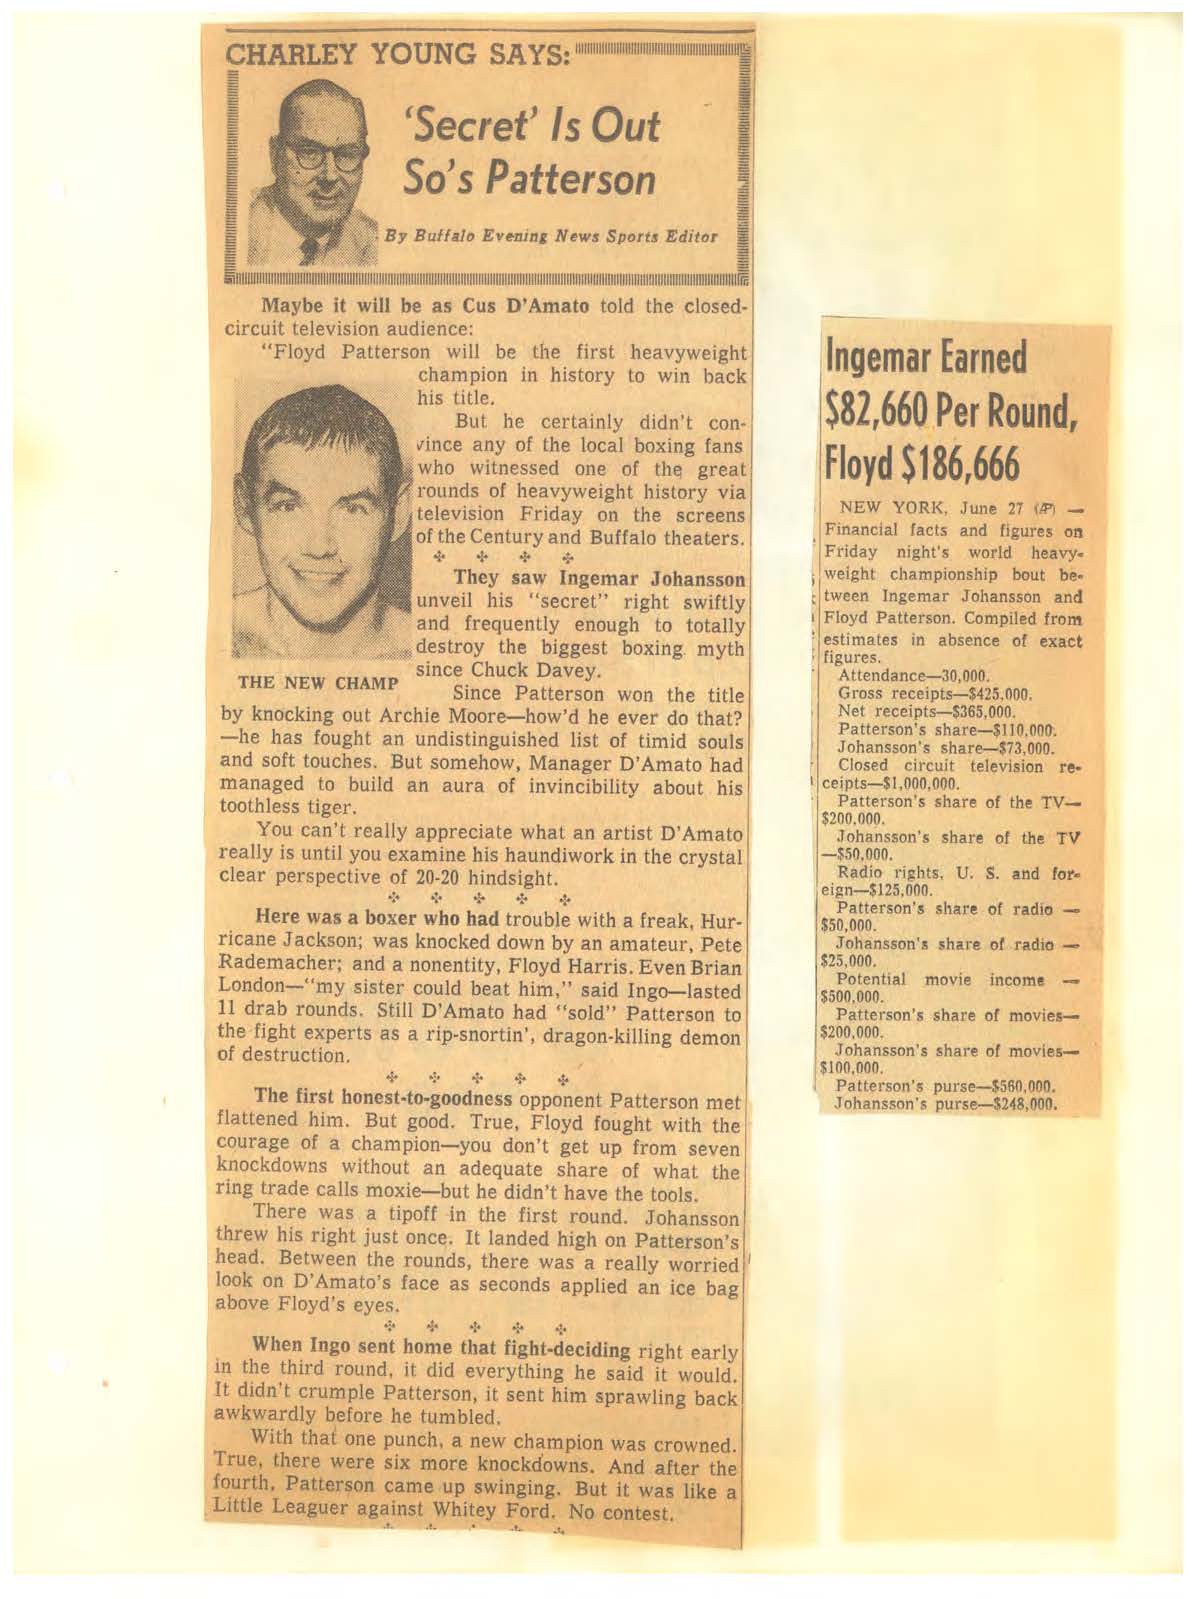 CHARLEY YOUNG SAYS:
'Secret' Is Out
So's Patterson
By Buffalo Evening News Sports Editor
Maybe it will be as Cus D'Amato told the closed-
circuit television audience:
"Floyd Patterson will be the first heavyweight
champion in history to win back
his title.
But he certainly didn't con-
vince any of the local boxing fans
who witnessed one of the great
rounds of heavyweight history via
television Friday on the screens
of the Century and Buffalo theaters.
They saw Ingemar Johansson
unveil his "secret" right swiftly
and frequently enough to totally
destroy the biggest boxing myth
since Chuck Davey.
THE NEW CHAMP
Since Patterson won the title
by knocking out Archie Moore—how'd he ever do that?
—he has fought an undistinguished list of timid souls
and soft touches. But somehow, Manager D'Amato had
managed to build an aura of invincibility about his
toothless tiger.
You can't really appreciate what an artist D'Amato
really is until you examine his haundiwork in the crystal
clear perspective of 20-20 hindsight.
Here was a boxer who had trouble with a freak, Hur-
ricane Jackson; was knocked down by an amateur, Pete
Rademacher; and a nonentity, Floyd Harris. Even Brian
London—"my sister could beat him," said Ingo—lasted
11 drab rounds. Still D'Amato had "sold" Patterson to
the fight experts as a rip-snortin', dragon-killing demon
of destruction.
The first honest-to-goodness opponent Patterson met
flattened him. But good. True, Floyd fought with the
courage of a champion—you don't get up from seven
knockdowns without an adequate share of what the
ring trade calls moxie—but he didn't have the tools.
There was a tipoff in the first round. Johansson
threw his right just once. It landed high on Patterson's
head. Between the rounds, there was a really worried
look on D'Amato's face as seconds applied an ice bag
above Floyd's eyes.
When Ingo sent home that fight-deciding right early
in the third round, it did everything he said it would.
It didn't crumple Patterson, it sent him sprawling back
awkwardly before he tumbled.
With that one punch, a new champion was crowned.
True, there were six more knockdowns. And after the
fourth, Patterson came up swinging. But it was like a
Little Leaguer against Whitey Ford. No contest.
Ingemar Earned
$82,660 Per Round,
Floyd $186,666
NEW YORK, June 27 (AP) —
Financial facts and figures on
Friday night's world heavy-
weight championship bout be-
tween Ingemar Johansson and
Floyd Patterson. Compiled from
estimates in absence of exact
figures.
Attendance—30,000.
Gross receipts—$425,000.
Net receipts—$365,000.
Patterson's share—$110,000.
Johansson's share—$73,000.
Closed circuit television re-
ceipts—$1,000,000.
Patterson's share of the TV—
$200,000.
Johansson's share of the TV
—$50,000.
Radio rights, U. S. and for-
eign—$125,000.
Patterson's share of radio —
$50,000.
Johansson's share of radio —
$25,000.
Potential movie income —
$500,000.
Patterson's share of movies—
$200,000.
Johansson's share of movies—
$100,000.
Patterson's purse—$560,000.
Johansson's purse—$248,000.